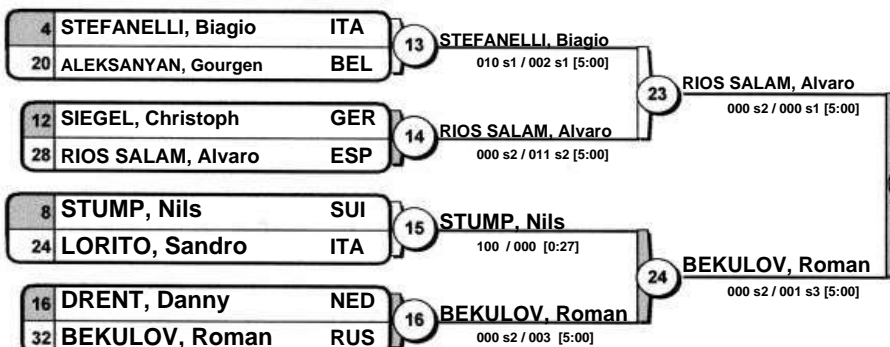 4 STEFANELLI, Biagio ITA
20 ALEKSANYAN, Gourgen BEL
13 STEFANELLI, Biagio
010 s1 / 002 s1 [5:00]
12 SIEGEL, Christoph GER
28 RIOS SALAM, Alvaro ESP
14 RIOS SALAM, Alvaro
000 s2 / 011 s2 [5:00]
23 RIOS SALAM, Alvaro
000 s2 / 000 s1 [5:00]
8 STUMP, Nils SUI
24 LORITO, Sandro ITA
15 STUMP, Nils
100 / 000 [0:27]
16 DRENT, Danny NED
32 BEKULOV, Roman RUS
16 BEKULOV, Roman
000 s2 / 003 [5:00]
24 BEKULOV, Roman
000 s2 / 001 s3 [5:00]